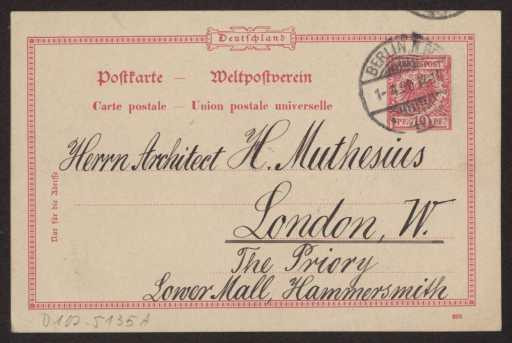 Deutschland
Postkarte — Weltpostverein
Carte postale — Union postale universelle
BERLIN, N
Herrn Architect H. Muthesius
London, W.
The Priory
Lower Mall, Hammersmith
Nur für die Adresse
D 102-5135 A